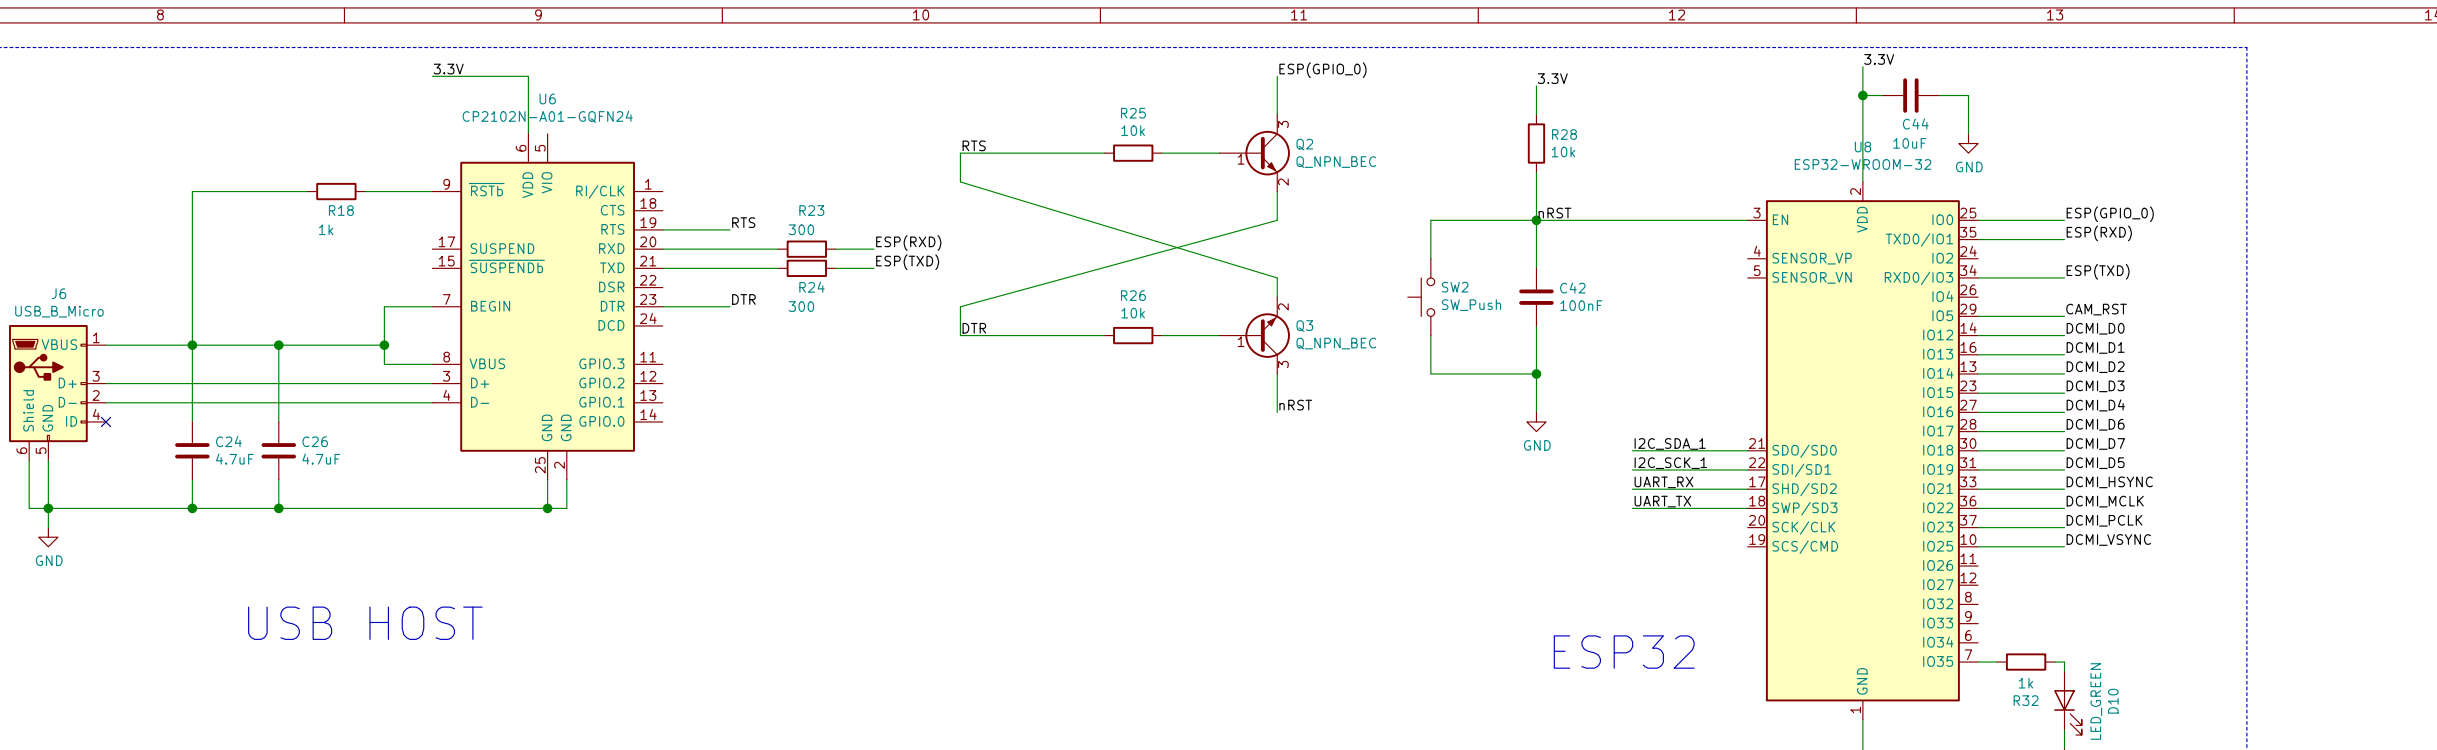 8
9
10
11
12
13
14
3.3V
U6
CP2102N-A01-GQFN24
6
5
VDD
VIO
9
RSTb
RI/CLK
1
CTS
18
RTS
19
RTS
17
SUSPEND
RXD
20
15
SUSPENDb
TXD
21
DSR
22
7
BEGIN
DTR
23
DTR
DCD
24
8
VBUS
GPIO.3
11
3
D+
GPIO.2
12
4
D-
GPIO.1
13
GPIO.0
14
GND
GND
25
2
R18
1k
R23
300
ESP(RXD)
ESP(TXD)
R24
300
J6
USB_B_Micro
VBUS
1
D+
3
D-
2
ID
4
Shield
GND
6
5
C24
4.7uF
C26
4.7uF
GND
USB HOST
ESP(GPIO_0)
R25
10k
RTS
3
1
Q2
Q_NPN_BEC
2
R26
10k
DTR
2
1
Q3
Q_NPN_BEC
3
nRST
3.3V
R28
10k
nRST
SW2
SW_Push
C42
100nF
GND
3.3V
C44
10uF
GND
U8
ESP32-WROOM-32
2
VDD
3
EN
4
SENSOR_VP
5
SENSOR_VN
I2C_SDA_1
21
SDO/SD0
I2C_SCK_1
22
SDI/SD1
UART_RX
17
SHD/SD2
UART_TX
18
SWP/SD3
20
SCK/CLK
19
SCS/CMD
IO0
25
ESP(GPIO_0)
TXD0/IO1
35
ESP(RXD)
IO2
24
RXD0/IO3
34
ESP(TXD)
IO4
26
IO5
29
CAM_RST
IO12
14
DCMI_D0
IO13
16
DCMI_D1
IO14
13
DCMI_D2
IO15
23
DCMI_D3
IO16
27
DCMI_D4
IO17
28
DCMI_D6
IO18
30
DCMI_D7
IO19
31
DCMI_D5
IO21
33
DCMI_HSYNC
IO22
36
DCMI_MCLK
IO23
37
DCMI_PCLK
IO25
10
DCMI_VSYNC
IO26
11
IO27
12
IO32
8
IO33
9
IO34
6
IO35
7
GND
1
1k
R32
LED_GREEN
D10
ESP32